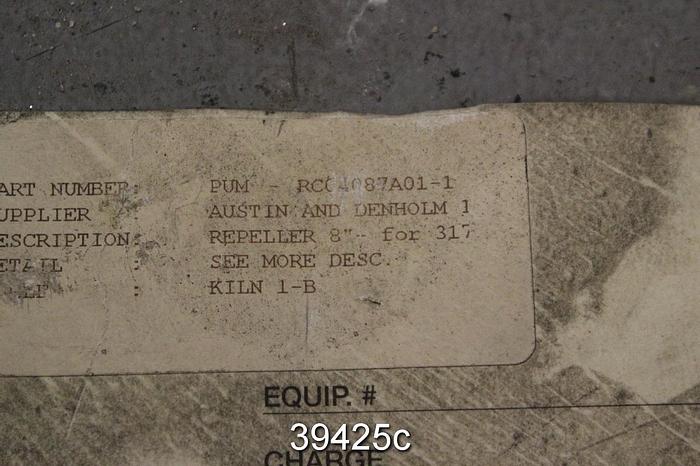 ART NUMBER: PUM - RC04087A01-1
UPPLIER : AUSTIN AND DENHOLM I
ESCRIPTION: REPELLER 8"- for 317
ETAIL : SEE MORE DESC.
: KILN 1-B
EQUIP. #
39425c
CHARGE